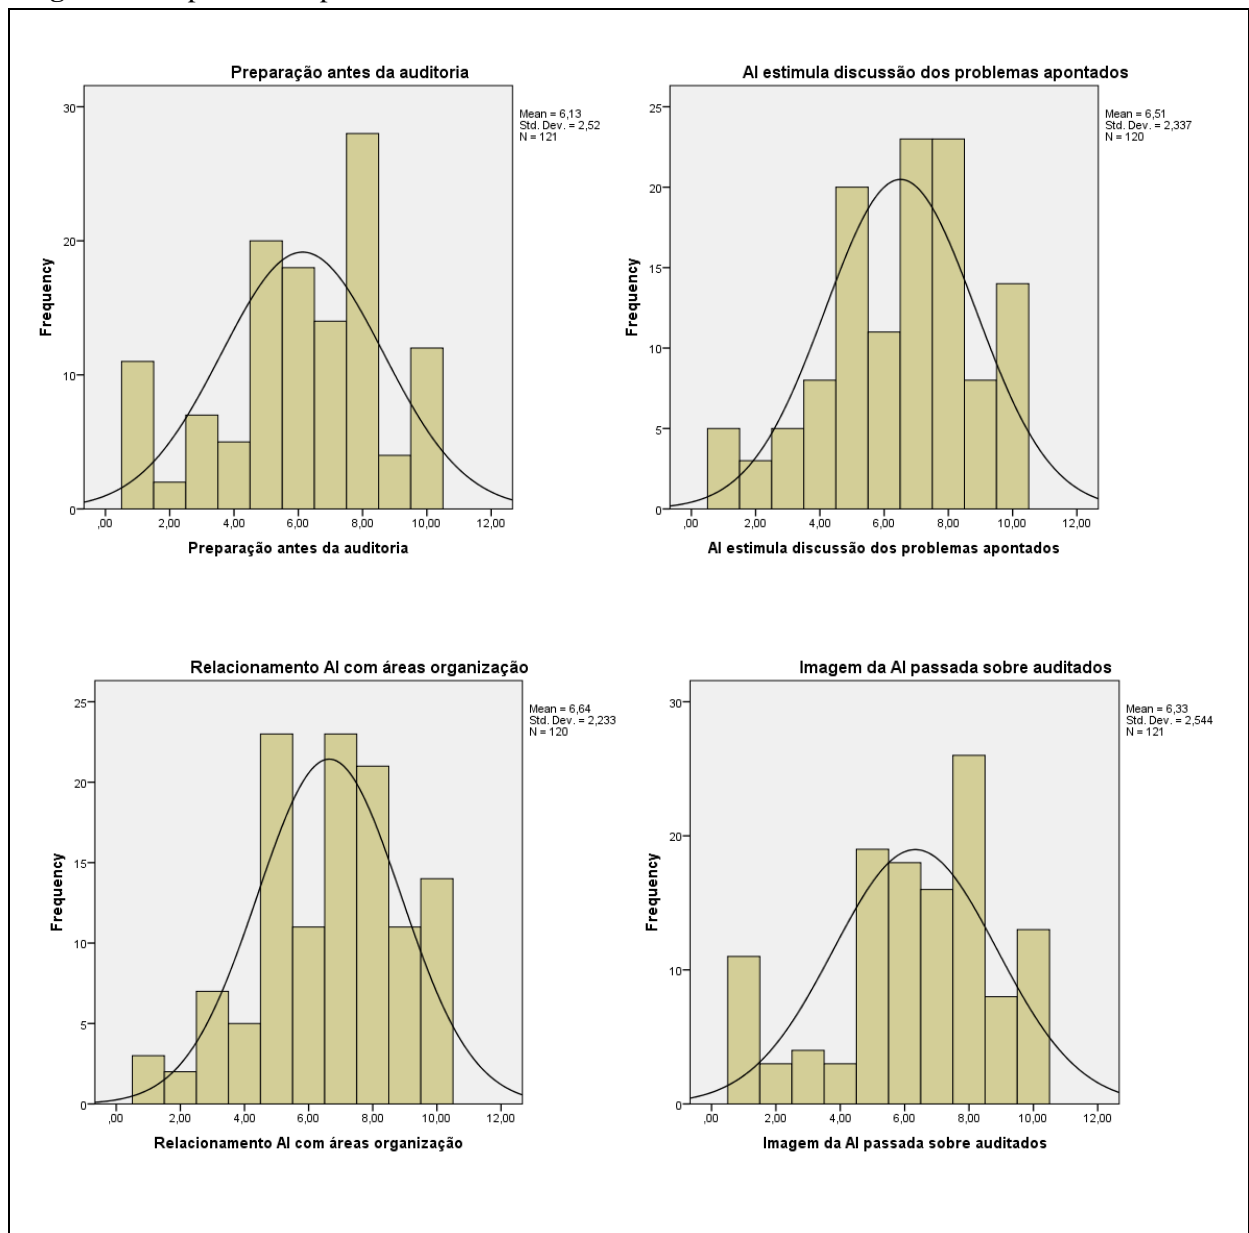 Preparação antes da auditoria
Mean = 6,13
Std. Dev. = 2,52
N = 121
Frequency
30
20
10
0
,00 2,00 4,00 6,00 8,00 10,00 12,00
Preparação antes da auditoria
AI estimula discussão dos problemas apontados
Mean = 6,51
Std. Dev. = 2,337
N = 120
Frequency
25
20
15
10
5
0
,00 2,00 4,00 6,00 8,00 10,00 12,00
AI estimula discussão dos problemas apontados
Relacionamento AI com áreas organização
Mean = 6,64
Std. Dev. = 2,233
N = 120
Frequency
25
20
15
10
5
0
,00 2,00 4,00 6,00 8,00 10,00 12,00
Relacionamento AI com áreas organização
Imagem da AI passada sobre auditados
Mean = 6,33
Std. Dev. = 2,544
N = 121
Frequency
30
20
10
0
,00 2,00 4,00 6,00 8,00 10,00 12,00
Imagem da AI passada sobre auditados